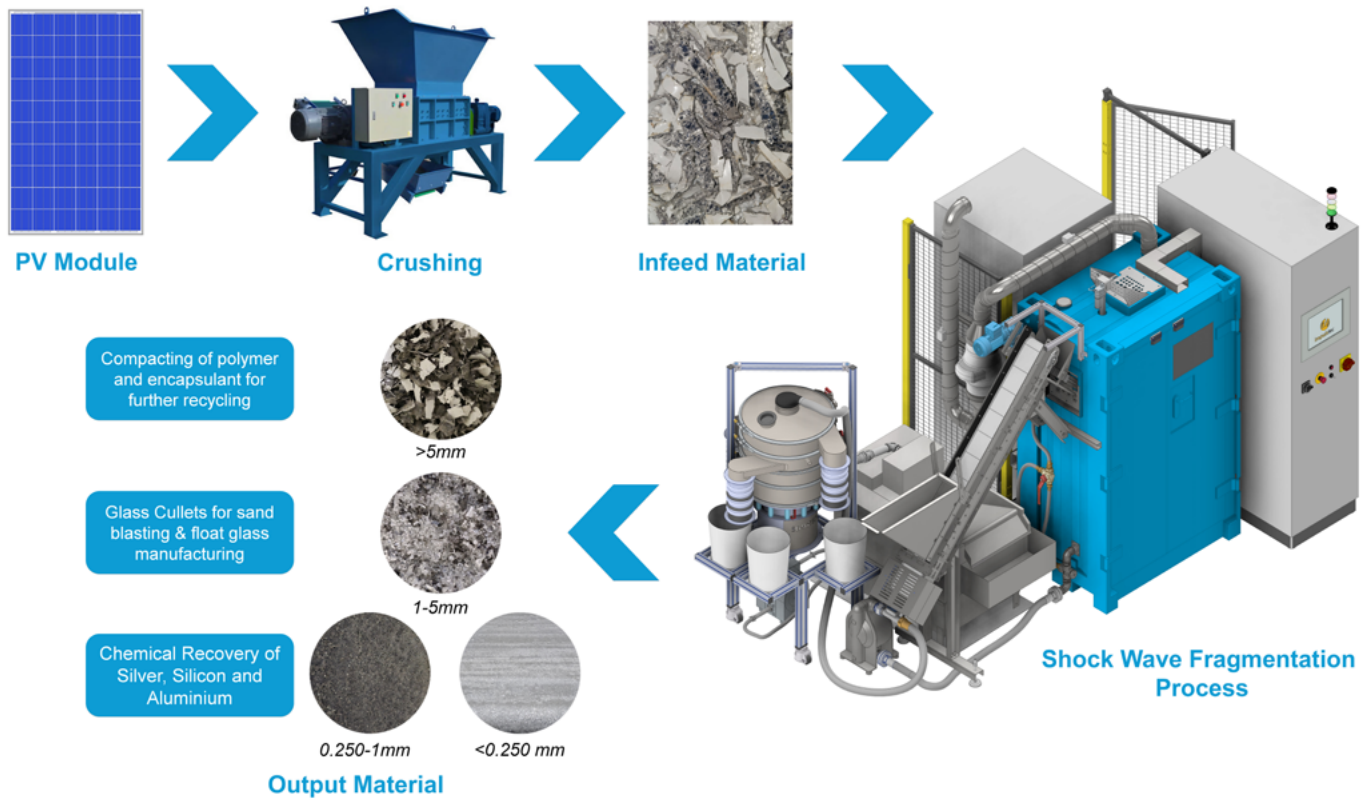 PV Module
Crushing
Infeed Material
Compacting of polymer
and encapsulant for
further recycling
>5mm
Glass Cullets for sand
blasting & float glass
manufacturing
1-5mm
Chemical Recovery of
Silver, Silicon and
Aluminium
0.250-1mm
<0.250 mm
Output Material
Shock Wave Fragmentation
Process